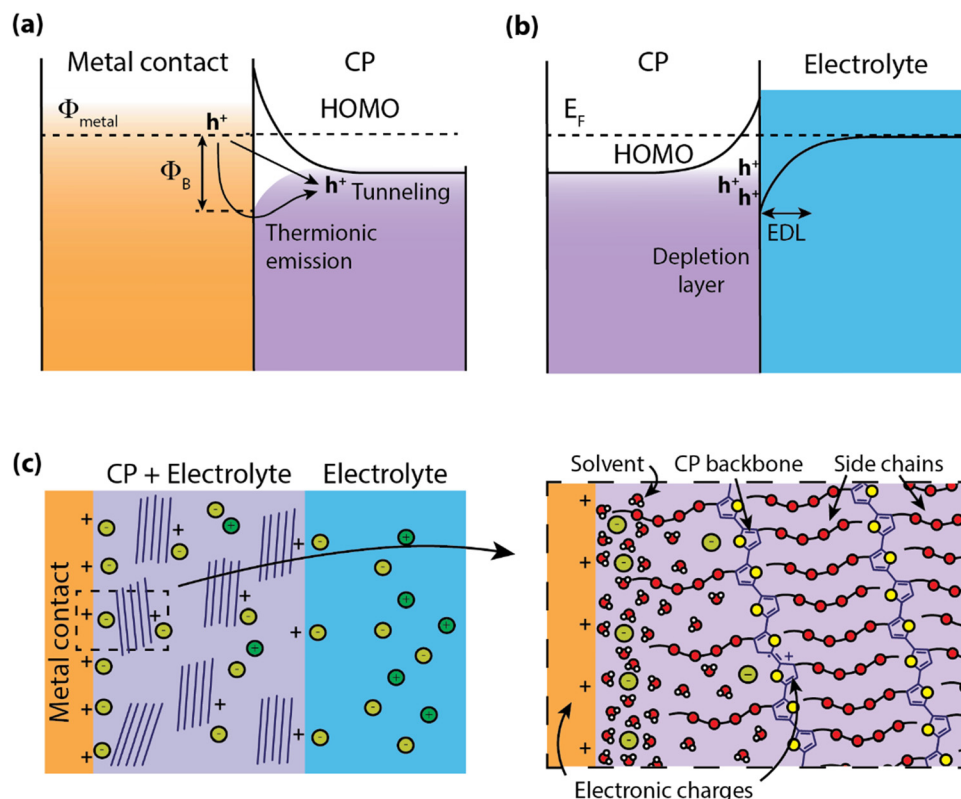 (a)
Metal contact
CP
Φmetal
h+
HOMO
ΦB
h+
Tunneling
Thermionic
emission
(b)
CP
Electrolyte
EF
HOMO
h+
h+
h+
EDL
Depletion
layer
(c)
CP + Electrolyte
Electrolyte
Metal contact
Solvent
CP backbone
Side chains
Electronic charges